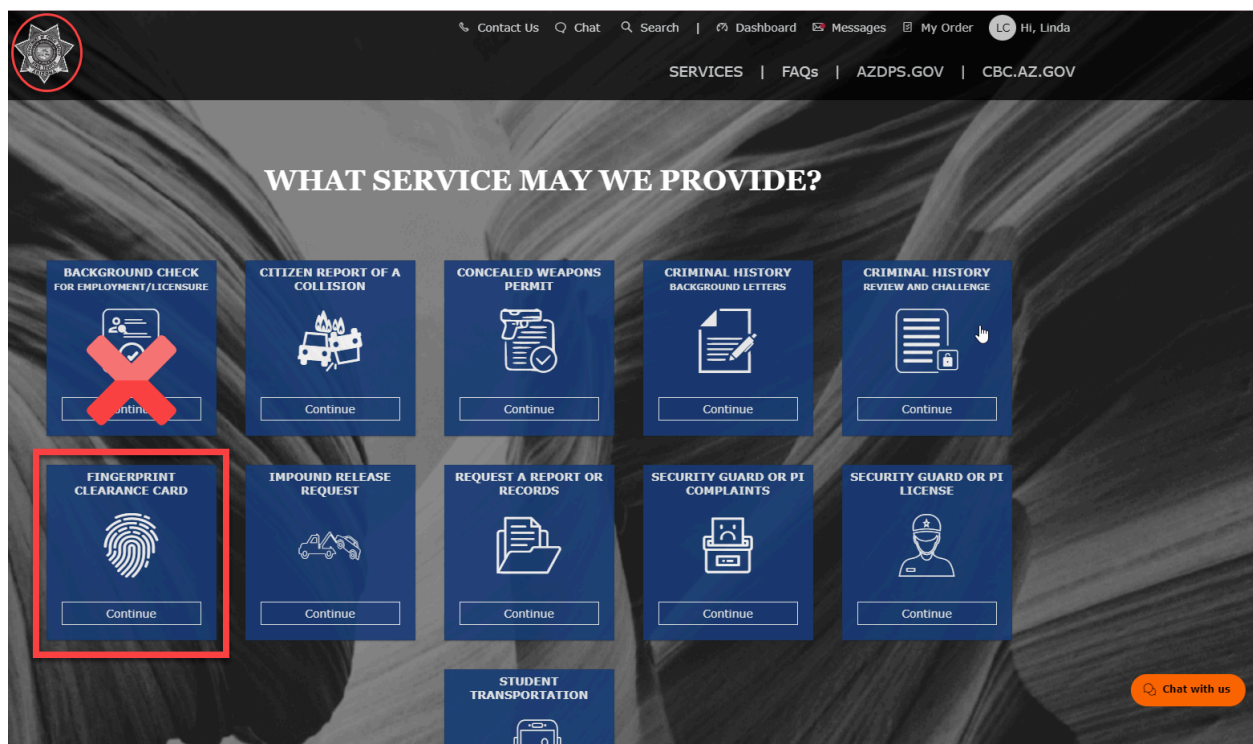 Contact Us Chat Search | Dashboard Messages My Order LC Hi, Linda
SERVICES | FAQs | AZDPS.GOV | CBC.AZ.GOV
WHAT SERVICE MAY WE PROVIDE?
BACKGROUND CHECK
FOR EMPLOYMENT/LICENSURE
CITIZEN REPORT OF A
COLLISION
Continue
CONCEALED WEAPONS
PERMIT
Continue
CRIMINAL HISTORY
BACKGROUND LETTERS
Continue
CRIMINAL HISTORY
REVIEW AND CHALLENGE
Continue
FINGERPRINT
CLEARANCE CARD
Continue
IMPOUND RELEASE
REQUEST
Continue
REQUEST A REPORT OR
RECORDS
Continue
SECURITY GUARD OR PI
COMPLAINTS
Continue
SECURITY GUARD OR PI
LICENSE
Continue
STUDENT
TRANSPORTATION
Chat with us